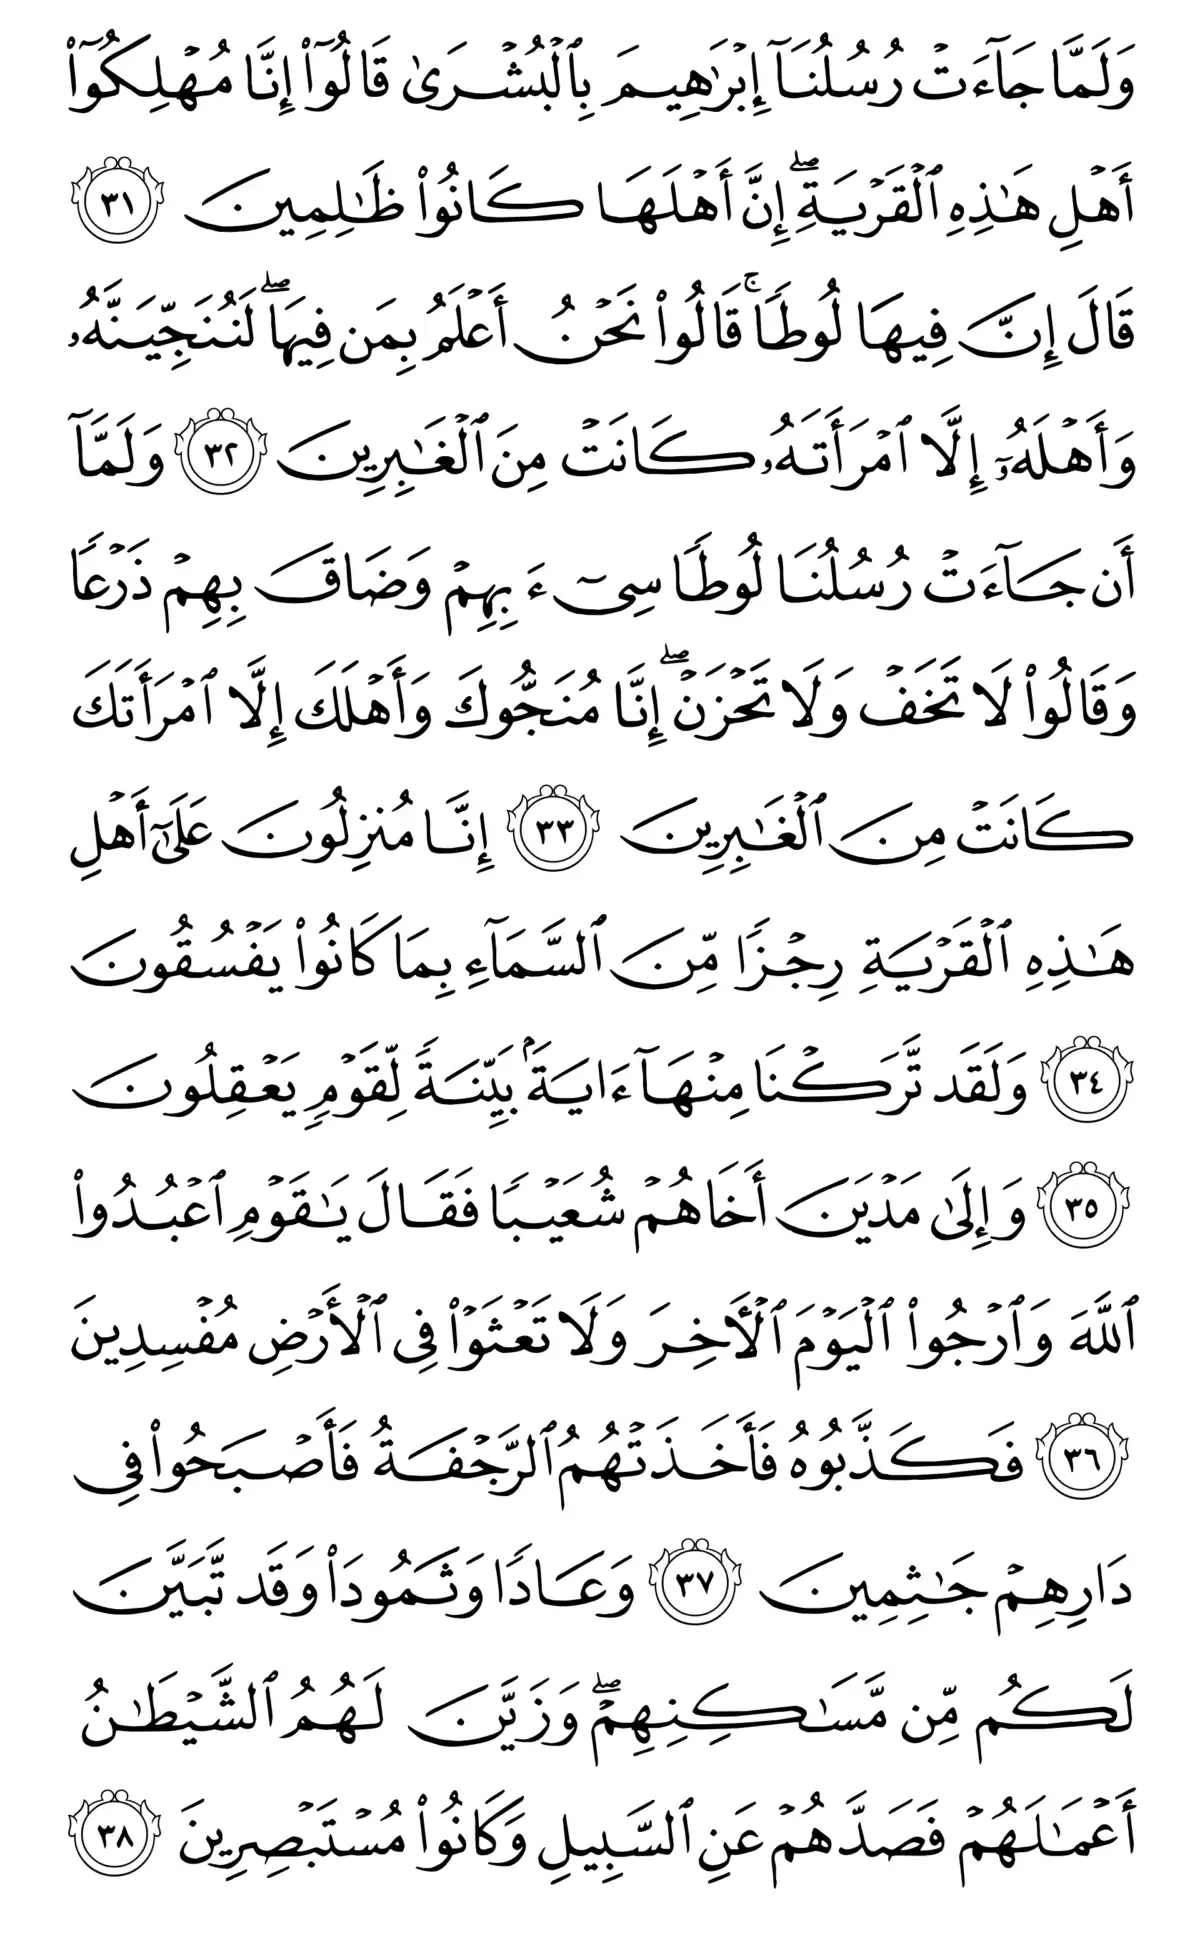 وَلَمَّا جَآءَتْ رُسُلُنَآ إِبْرَٰهِيمَ بِٱلْبُشْرَىٰ قَالُوٓا۟ إِنَّا مُهْلِكُوٓا۟
أَهْلِ هَٰذِهِ ٱلْقَرْيَةِ ۖ إِنَّ أَهْلَهَا كَانُوا۟ ظَٰلِمِينَ ٣١
قَالَ إِنَّ فِيهَا لُوطًا ۚ قَالُوا۟ نَحْنُ أَعْلَمُ بِمَن فِيهَا ۖ لَنُنَجِّيَنَّهُۥ
وَأَهْلَهُۥٓ إِلَّا ٱمْرَأَتَهُۥ كَانَتْ مِنَ ٱلْغَٰبِرِينَ ٣٢ وَلَمَّآ
أَن جَآءَتْ رُسُلُنَا لُوطًا سِىٓءَ بِهِمْ وَضَاقَ بِهِمْ ذَرْعًا
وَقَالُوا۟ لَا تَخَفْ وَلَا تَحْزَنْ ۖ إِنَّا مُنَجُّوكَ وَأَهْلَكَ إِلَّا ٱمْرَأَتَكَ
كَانَتْ مِنَ ٱلْغَٰبِرِينَ ٣٣ إِنَّا مُنزِلُونَ عَلَىٰٓ أَهْلِ
هَٰذِهِ ٱلْقَرْيَةِ رِجْزًا مِّنَ ٱلسَّمَآءِ بِمَا كَانُوا۟ يَفْسُقُونَ
٣٤ وَلَقَد تَّرَكْنَا مِنْهَآ ءَايَةًۢ بَيِّنَةً لِّقَوْمٍ يَعْقِلُونَ
٣٥ وَإِلَىٰ مَدْيَنَ أَخَاهُمْ شُعَيْبًا فَقَالَ يَٰقَوْمِ ٱعْبُدُوا۟
ٱللَّهَ وَٱرْجُوا۟ ٱلْيَوْمَ ٱلْأَخِرَ وَلَا تَعْثَوْا۟ فِى ٱلْأَرْضِ مُفْسِدِينَ
٣٦ فَكَذَّبُوهُ فَأَخَذَتْهُمُ ٱلرَّجْفَةُ فَأَصْبَحُوا۟ فِى
دَارِهِمْ جَٰثِمِينَ ٣٧ وَعَادًا وَثَمُودَا۟ وَقَد تَّبَيَّنَ
لَكُم مِّن مَّسَٰكِنِهِمْ ۖ وَزَيَّنَ لَهُمُ ٱلشَّيْطَٰنُ
أَعْمَٰلَهُمْ فَصَدَّهُمْ عَنِ ٱلسَّبِيلِ وَكَانُوا۟ مُسْتَبْصِرِينَ ٣٨